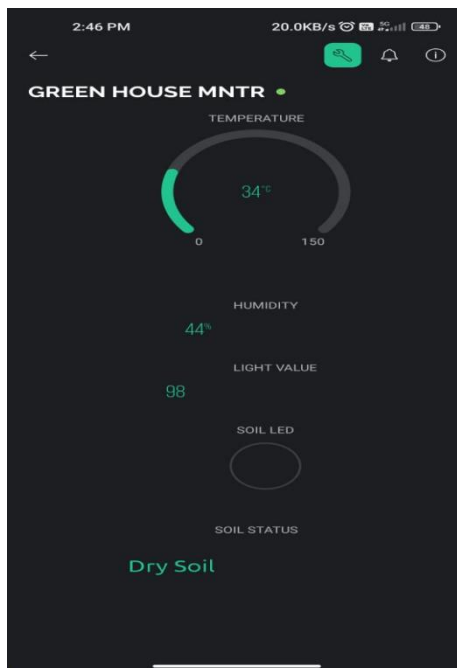 2:46 PM 20.0KB/s 5G 48
GREEN HOUSE MNTR
TEMPERATURE
34°C
0 150
HUMIDITY
44%
LIGHT VALUE
98
SOIL LED
SOIL STATUS
Dry Soil